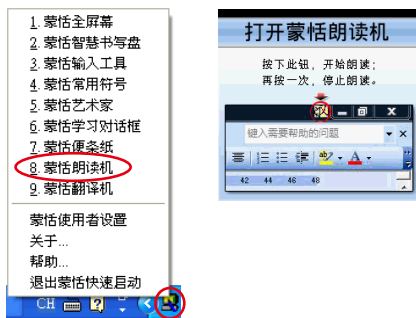 1. 蒙恬全屏幕
2. 蒙恬智慧书写盘
3. 蒙恬输入工具
4. 蒙恬常用符号
5. 蒙恬艺术家
6. 蒙恬学习对话框
7. 蒙恬便条纸
8. 蒙恬朗读机
9. 蒙恬翻译机
蒙恬使用者设置
关于...
帮助...
退出蒙恬快速启动
CH
打开蒙恬朗读机
按下此钮，开始朗读；
再按一次，停止朗读。
键入需要帮助的问题
42 44 46 48